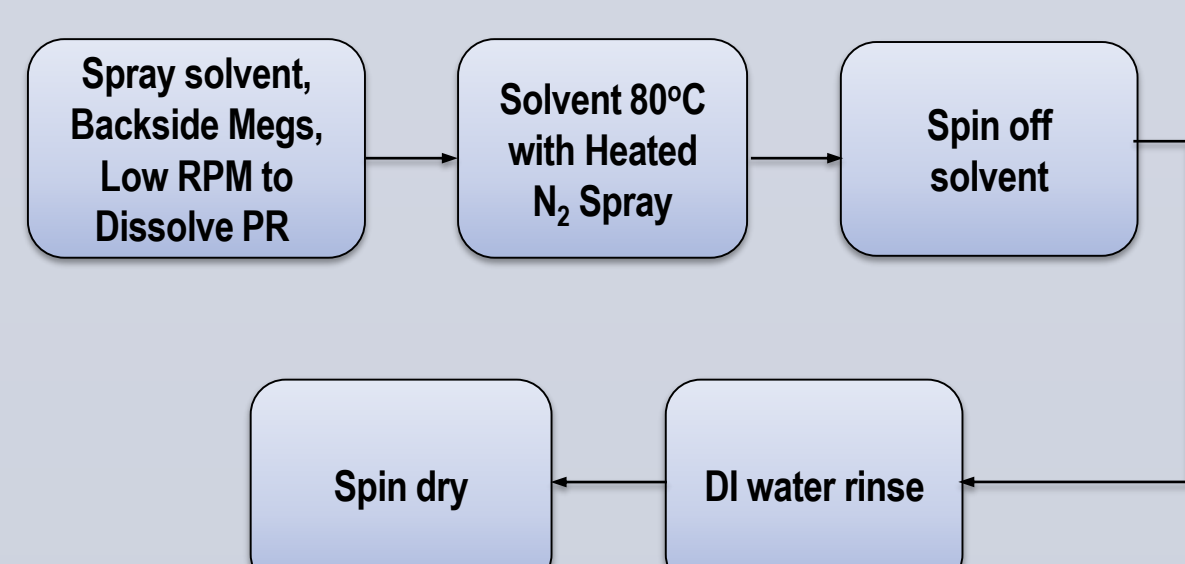 Spray solvent,
Backside Megs,
Low RPM to
Dissolve PR
Solvent 80ºC
with Heated
N₂ Spray
Spin off
solvent
Spin dry
DI water rinse